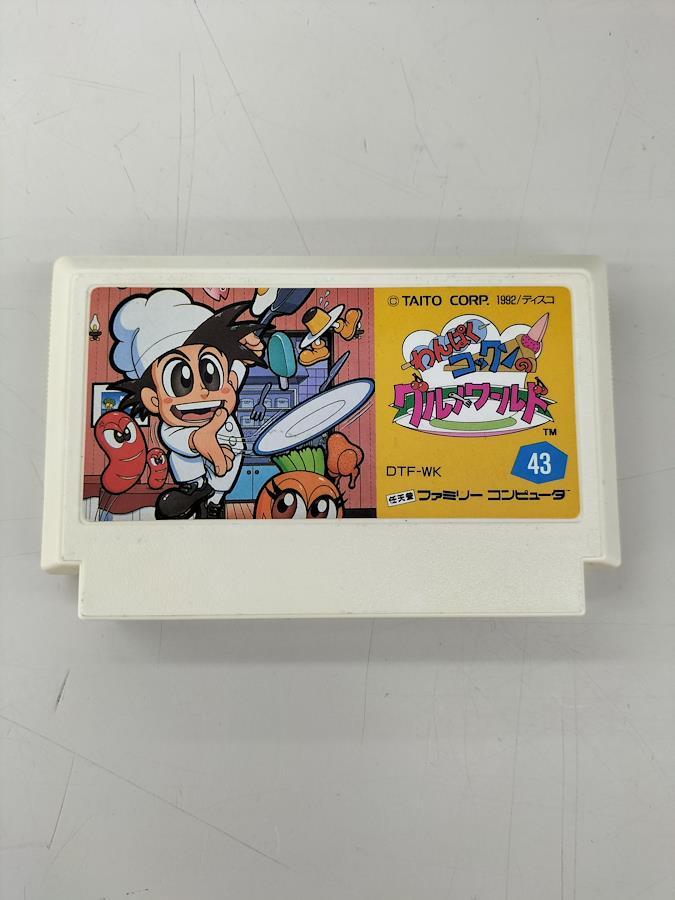 © TAITO CORP. 1992/ディスコ
わんぱく
コックンの
グルメワールド
TM
DTF-WK
43
任天堂 ファミリー コンピュータ TM